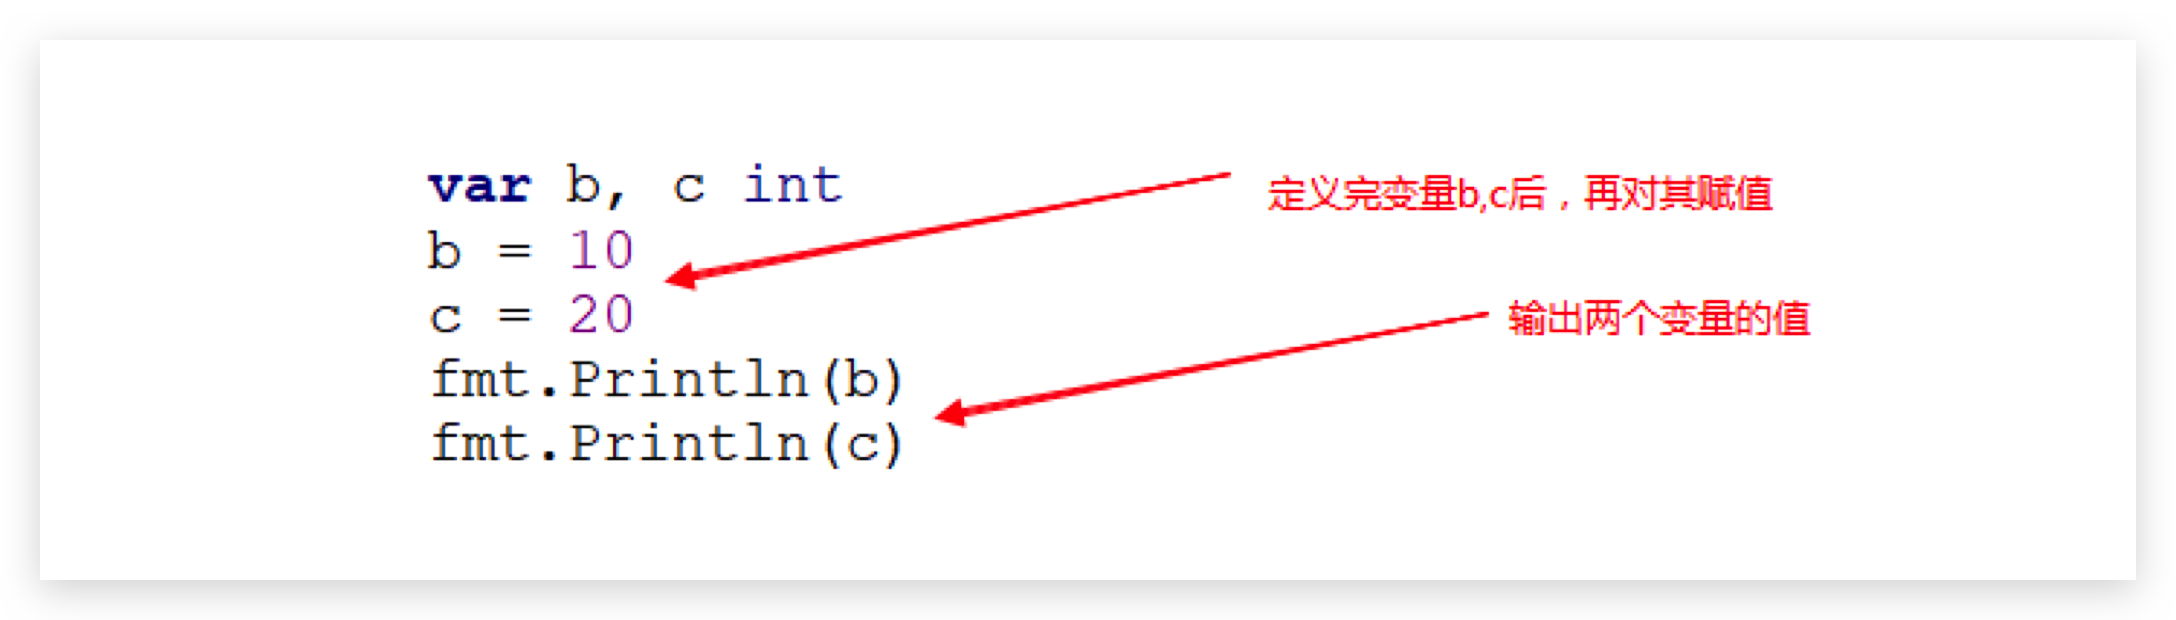 var b, c int
定义完变量b,c后，再对其赋值
b = 10
c = 20
输出两个变量的值
fmt.Println(b)
fmt.Println(c)